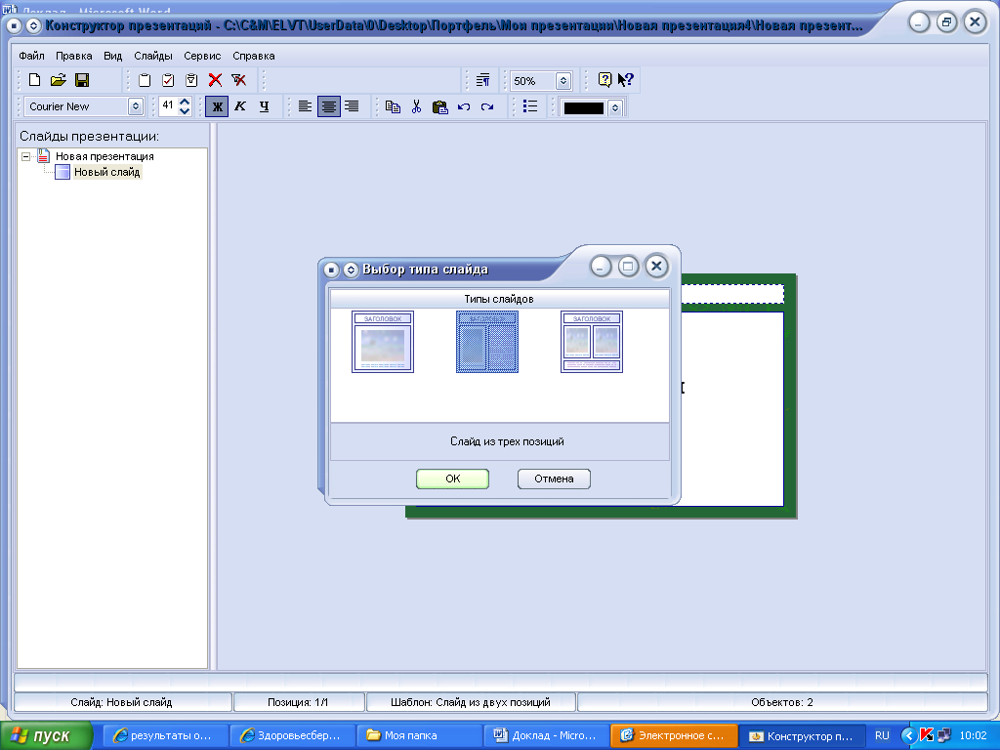 Доклад - Microsoft Word
Конструктор презентаций - C:\C&M\ELVT\UserData\0\Desktop\Портфель\Мои презентации\Новая презентация4\Новая презент...
Файл Правка Вид Слайды Сервис Справка
50%
Courier New 41 Ж К Ч
Слайды презентации:
Новая презентация
Новый слайд
Выбор типа слайда
Типы слайдов
ЗАГОЛОВОК ЗАГОЛОВОК ЗАГОЛОВОК
Слайд из трех позиций
OK Отмена
Слайд: Новый слайд Позиция: 1/1 Шаблон: Слайд из двух позиций Объектов: 2
пуск результаты о... Здоровьесбер... Моя папка Доклад - Micro... Электронное с... Конструктор п... RU 10:02